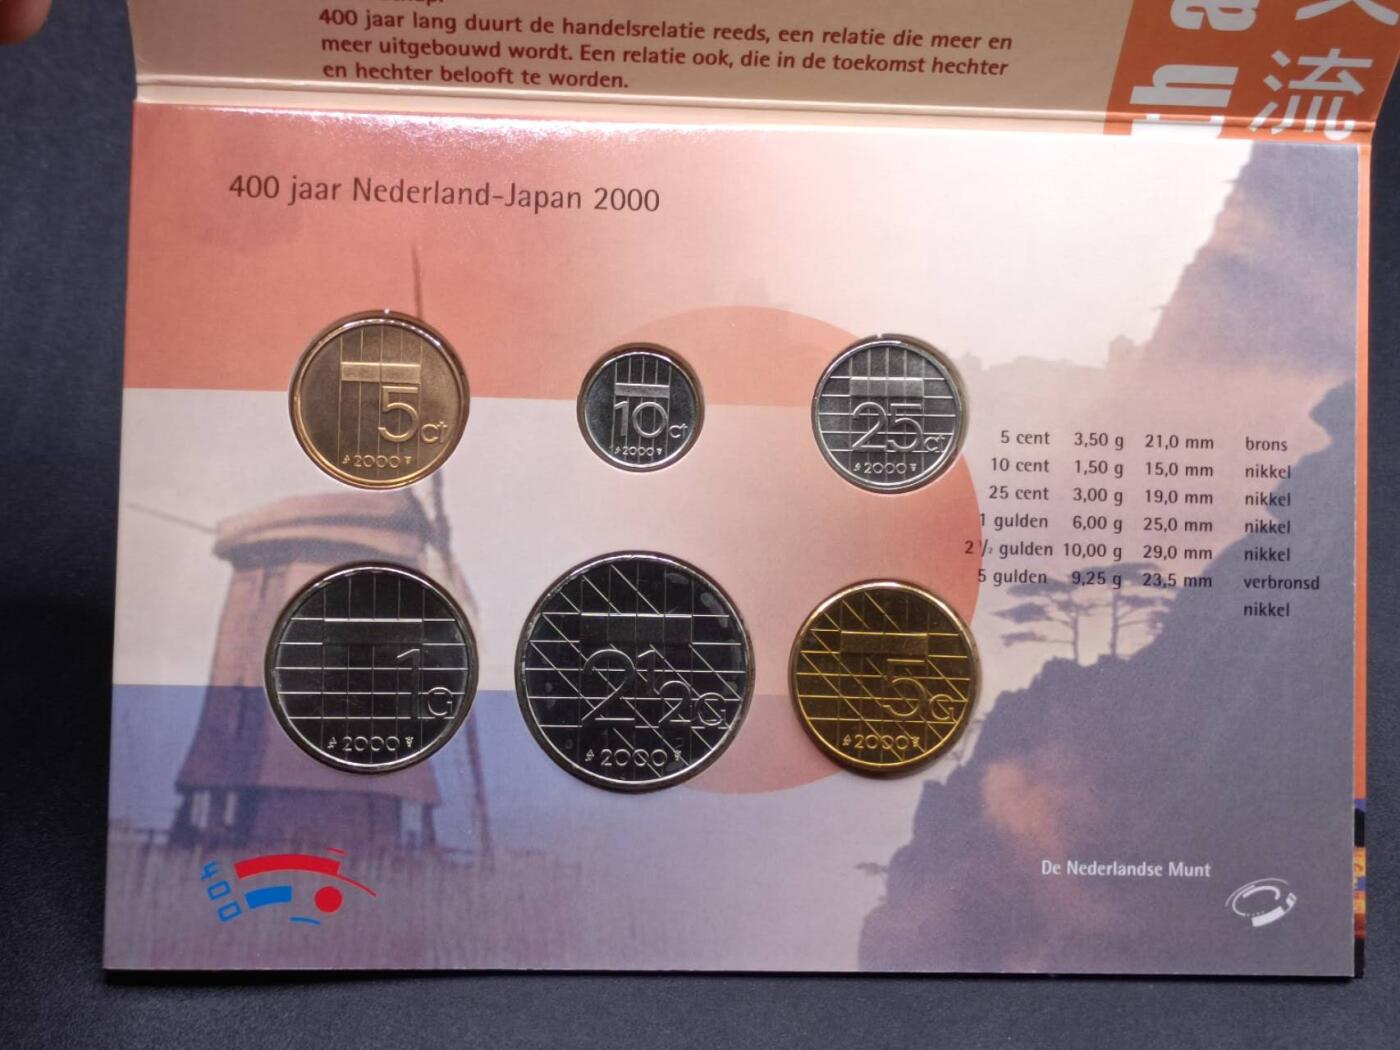 400 jaar lang duurt de handelsrelatie reeds, een relatie die meer en
meer uitgebouwd wordt. Een relatie ook, die in de toekomst hechter
en hechter belooft te worden.
流
400 jaar Nederland-Japan 2000
5 ct
2000
10 ct
2000
25 ct
2000
1 G
2000
2 1/2 G
2000
5 G
2000
5 cent 3,50 g 21,0 mm brons
10 cent 1,50 g 15,0 mm nikkel
25 cent 3,00 g 19,0 mm nikkel
1 gulden 6,00 g 25,0 mm nikkel
2 ½ gulden 10,00 g 29,0 mm nikkel
5 gulden 9,25 g 23,5 mm verbronsd
nikkel
400
De Nederlandse Munt